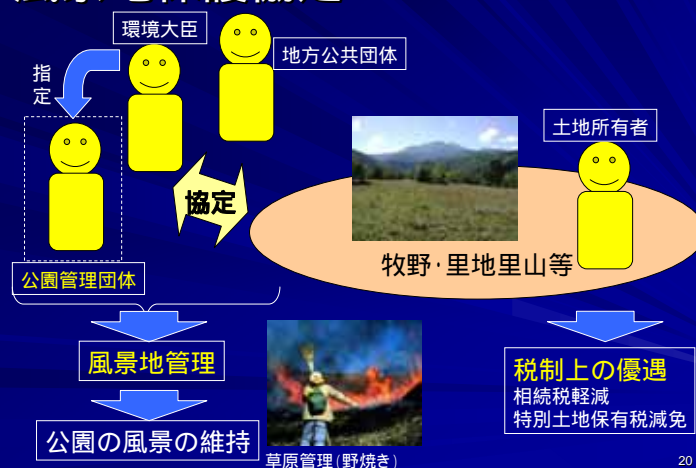 環境大臣
地方公共団体
指定
土地所有者
協定
牧野・里地里山等
公園管理団体
風景地管理
税制上の優遇
相続税軽減
特別土地保有税減免
公園の風景の維持
草原管理(野焼き)
20